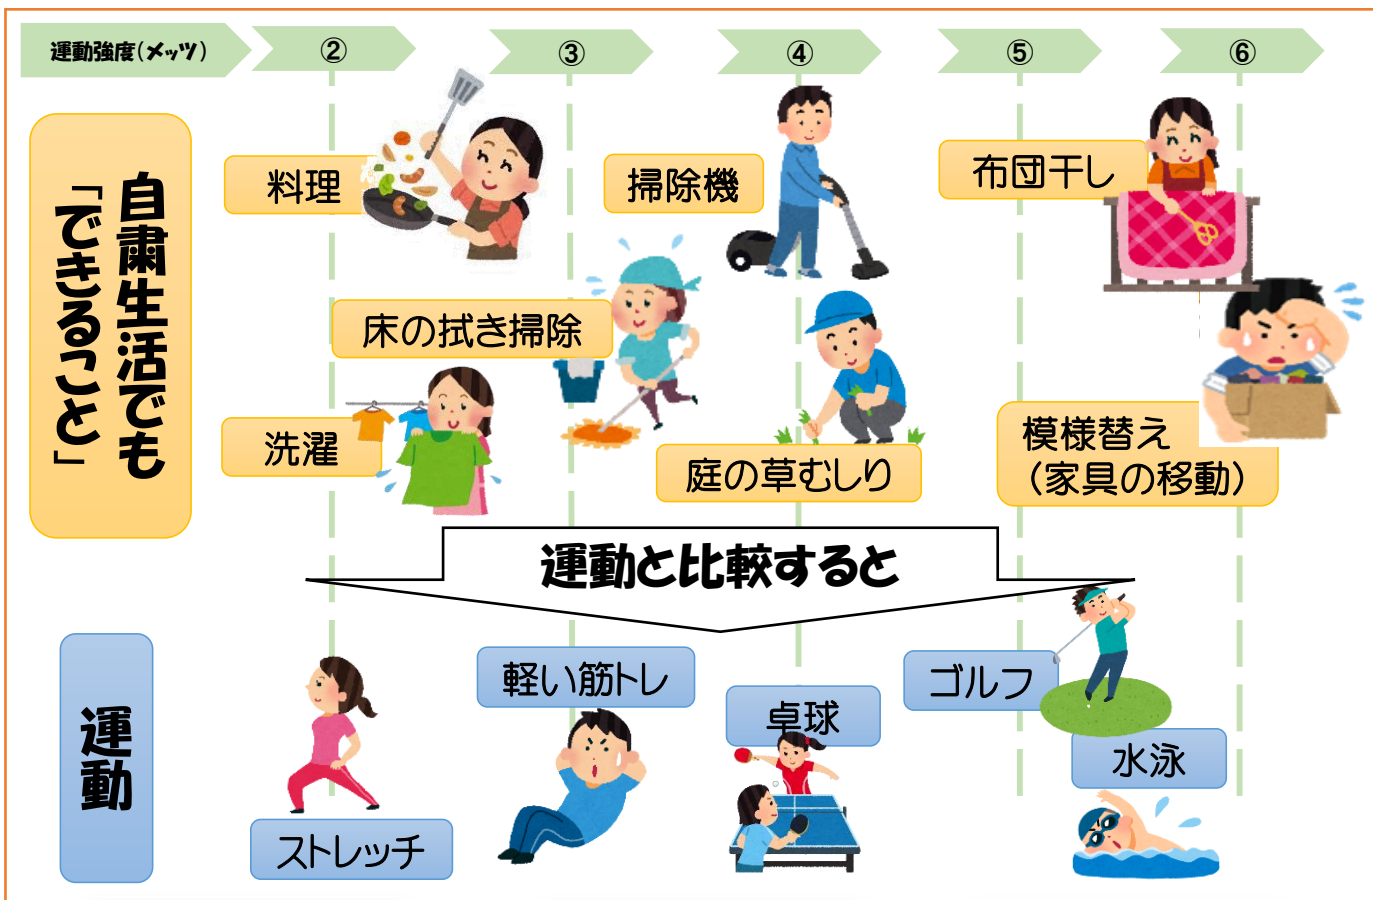 運動強度(メッツ)
②
③
④
⑤
⑥
自粛生活でも
「できること」
料理
掃除機
布団干し
床の拭き掃除
洗濯
庭の草むしり
模様替え
(家具の移動)
運動と比較すると
運動
ストレッチ
軽い筋トレ
卓球
ゴルフ
水泳